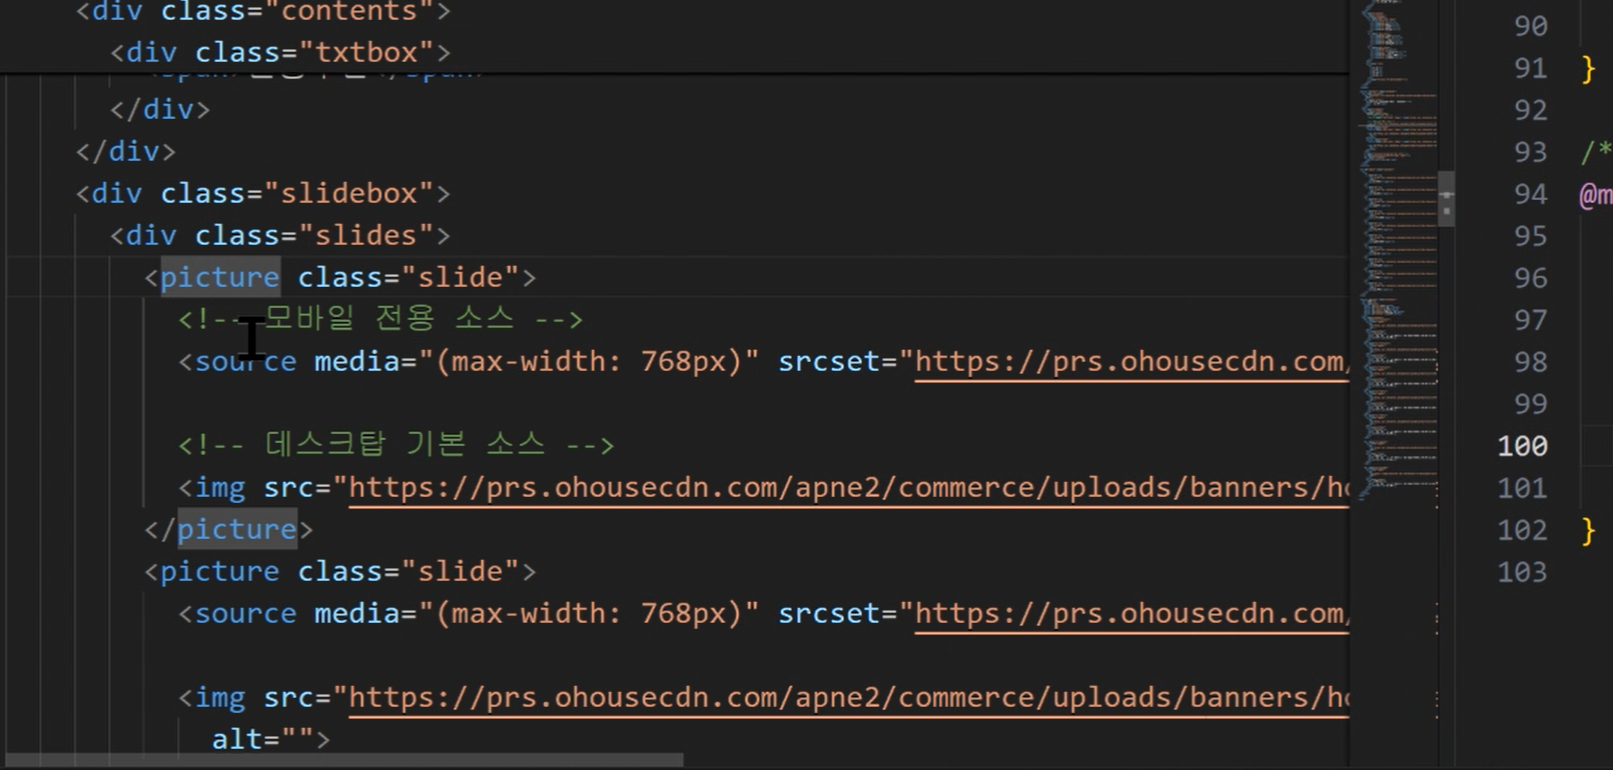 <div class="contents">
<div class="txtbox">
</div>
</div>
<div class="slidebox">
<div class="slides">
<picture class="slide">
<!-- 모바일 전용 소스 -->
<source media="(max-width: 768px)" srcset="https://prs.ohousecdn.com/
<!-- 데스크탑 기본 소스 -->
<img src="https://prs.ohousecdn.com/apne2/commerce/uploads/banners/ho
</picture>
<picture class="slide">
<source media="(max-width: 768px)" srcset="https://prs.ohousecdn.com/
<img src="https://prs.ohousecdn.com/apne2/commerce/uploads/banners/ho
alt="">
90
91 }
92
93 /*
94 @m
95
96
97
98
99
100
101
102 }
103